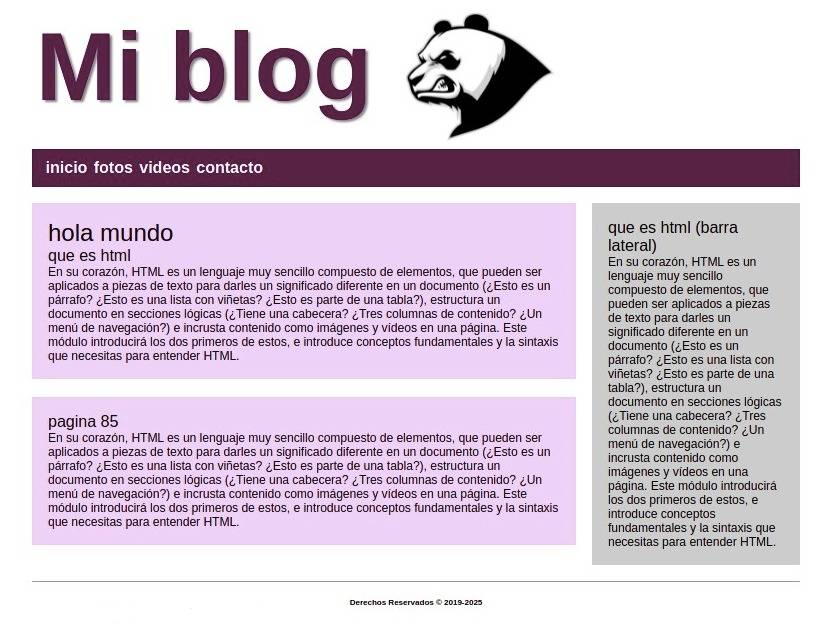 Mi blog
inicio fotos videos contacto
hola mundo
que es html
En su corazón, HTML es un lenguaje muy sencillo compuesto de elementos, que pueden ser
aplicados a piezas de texto para darles un significado diferente en un documento (¿Esto es un
párrafo? ¿Esto es una lista con viñetas? ¿Esto es parte de una tabla?), estructura un
documento en secciones lógicas (¿Tiene una cabecera? ¿Tres columnas de contenido? ¿Un
menú de navegación?) e incrusta contenido como imágenes y vídeos en una página. Este
módulo introducirá los dos primeros de estos, e introduce conceptos fundamentales y la sintaxis
que necesitas para entender HTML.
pagina 85
En su corazón, HTML es un lenguaje muy sencillo compuesto de elementos, que pueden ser
aplicados a piezas de texto para darles un significado diferente en un documento (¿Esto es un
párrafo? ¿Esto es una lista con viñetas? ¿Esto es parte de una tabla?), estructura un
documento en secciones lógicas (¿Tiene una cabecera? ¿Tres columnas de contenido? ¿Un
menú de navegación?) e incrusta contenido como imágenes y vídeos en una página. Este
módulo introducirá los dos primeros de estos, e introduce conceptos fundamentales y la sintaxis
que necesitas para entender HTML.
que es html (barra
lateral)
En su corazón, HTML es un
lenguaje muy sencillo
compuesto de elementos, que
pueden ser aplicados a piezas
de texto para darles un
significado diferente en un
documento (¿Esto es un
párrafo? ¿Esto es una lista con
viñetas? ¿Esto es parte de una
tabla?), estructura un
documento en secciones lógicas
(¿Tiene una cabecera? ¿Tres
columnas de contenido? ¿Un
menú de navegación?) e
incrusta contenido como
imágenes y vídeos en una
página. Este módulo introducirá
los dos primeros de estos, e
introduce conceptos
fundamentales y la sintaxis que
necesitas para entender HTML.
Derechos Reservados © 2019-2025